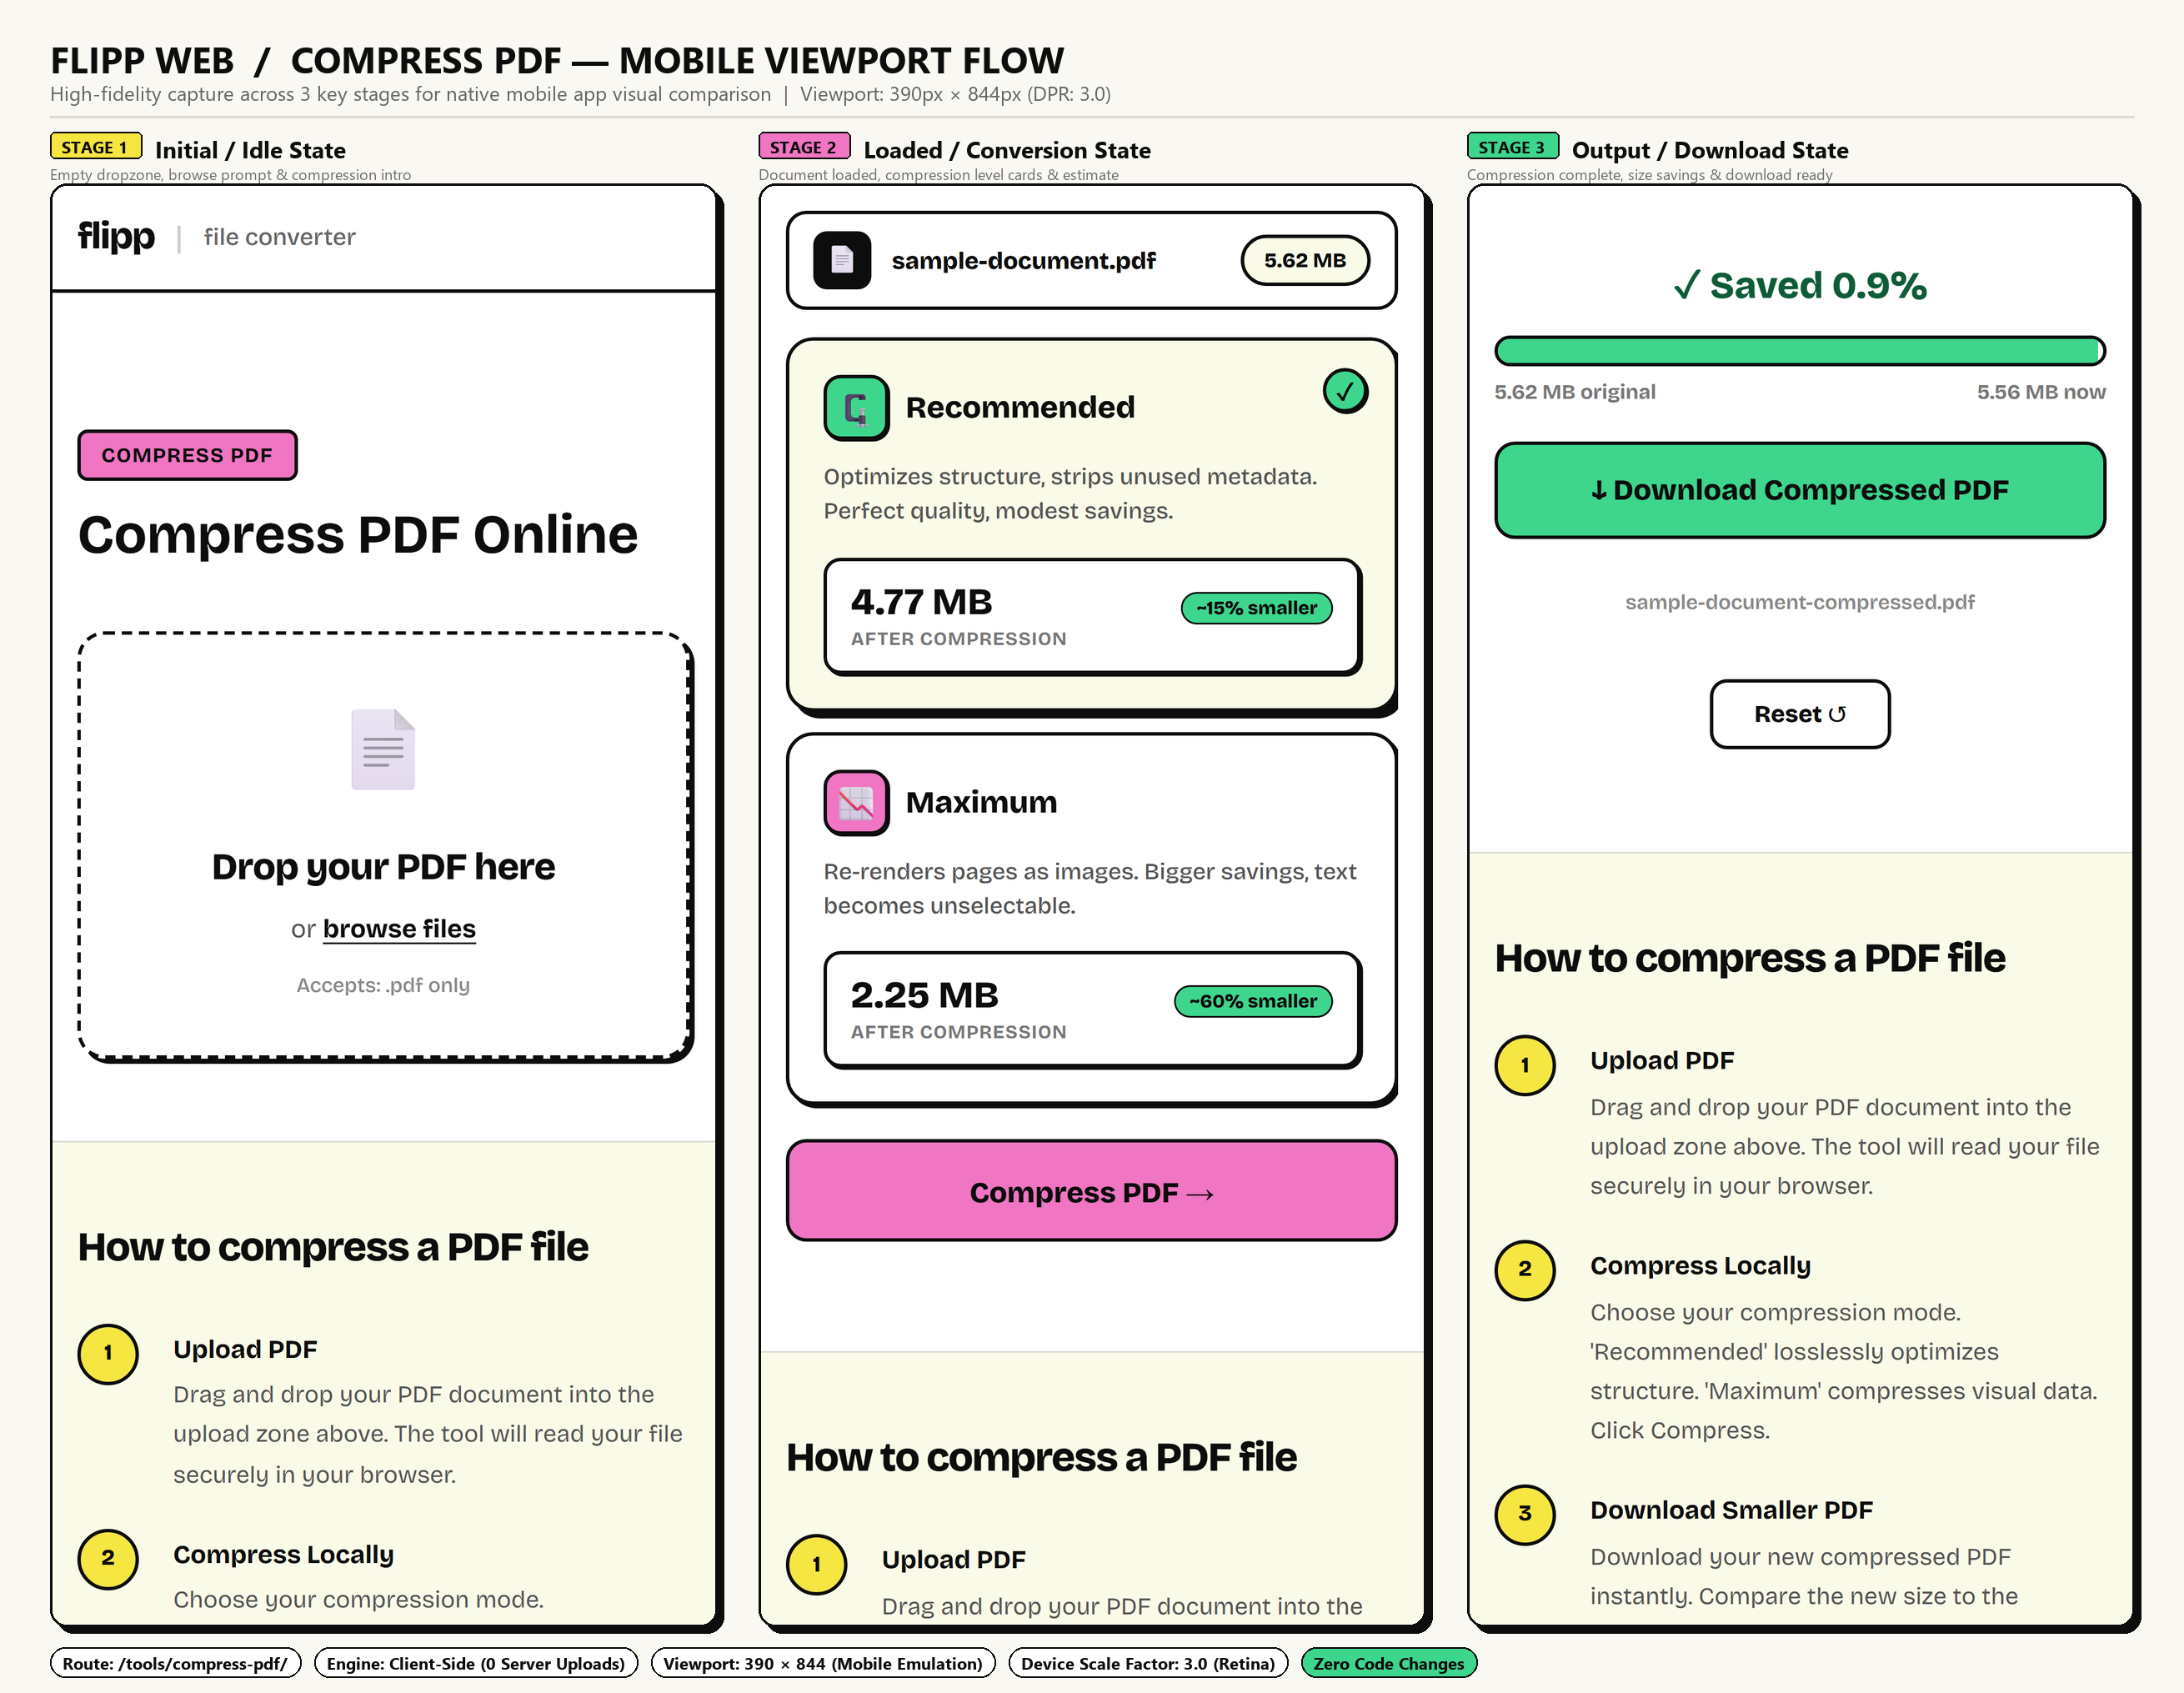 FLIPP WEB / COMPRESS PDF — MOBILE VIEWPORT FLOW
High-fidelity capture across 3 key stages for native mobile app visual comparison | Viewport: 390px × 844px (DPR: 3.0)
STAGE 1 Initial / Idle State
Empty dropzone, browse prompt & compression intro
flipp | file converter
COMPRESS PDF
Compress PDF Online
Drop your PDF here
or browse files
Accepts: .pdf only
How to compress a PDF file
1 Upload PDF
Drag and drop your PDF document into the
upload zone above. The tool will read your file
securely in your browser.
2 Compress Locally
Choose your compression mode.
STAGE 2 Loaded / Conversion State
Document loaded, compression level cards & estimate
sample-document.pdf 5.62 MB
Recommended ✓
Optimizes structure, strips unused metadata.
Perfect quality, modest savings.
4.77 MB ~15% smaller
AFTER COMPRESSION
Maximum
Re-renders pages as images. Bigger savings, text
becomes unselectable.
2.25 MB ~60% smaller
AFTER COMPRESSION
Compress PDF →
How to compress a PDF file
1 Upload PDF
Drag and drop your PDF document into the
STAGE 3 Output / Download State
Compression complete, size savings & download ready
✓ Saved 0.9%
5.62 MB original 5.56 MB now
↓ Download Compressed PDF
sample-document-compressed.pdf
Reset ↺
How to compress a PDF file
1 Upload PDF
Drag and drop your PDF document into the
upload zone above. The tool will read your file
securely in your browser.
2 Compress Locally
Choose your compression mode.
'Recommended' losslessly optimizes
structure. 'Maximum' compresses visual data.
Click Compress.
3 Download Smaller PDF
Download your new compressed PDF
instantly. Compare the new size to the
Route: /tools/compress-pdf/ Engine: Client-Side (0 Server Uploads) Viewport: 390 × 844 (Mobile Emulation) Device Scale Factor: 3.0 (Retina) Zero Code Changes